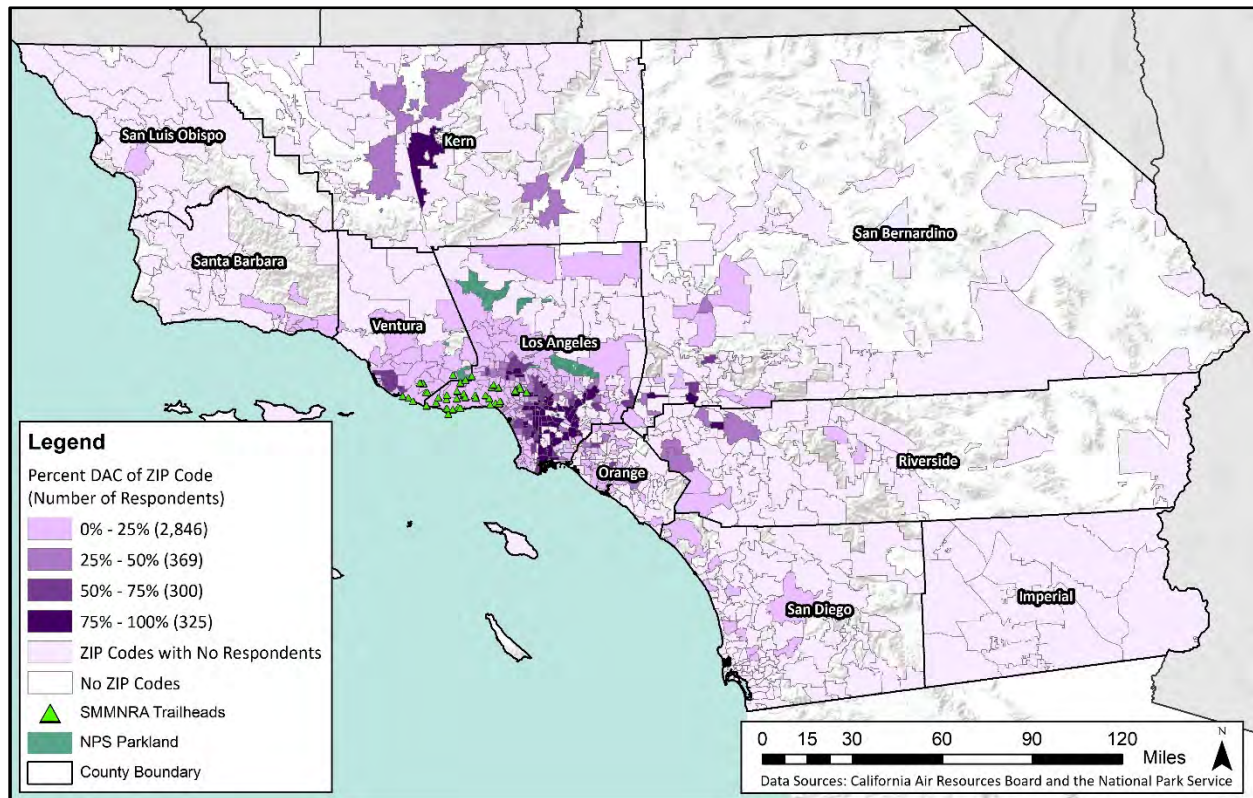 San Luis Obispo
Kern
San Bernardino
Santa Barbara
Ventura
Los Angeles
Orange
Riverside
San Diego
Imperial
Legend
Percent DAC of ZIP Code
(Number of Respondents)
0% - 25% (2,846)
25% - 50% (369)
50% - 75% (300)
75% - 100% (325)
ZIP Codes with No Respondents
No ZIP Codes
SMMNRA Trailheads
NPS Parkland
County Boundary
N
0 15 30 60 90 120
Miles
Data Sources: California Air Resources Board and the National Park Service